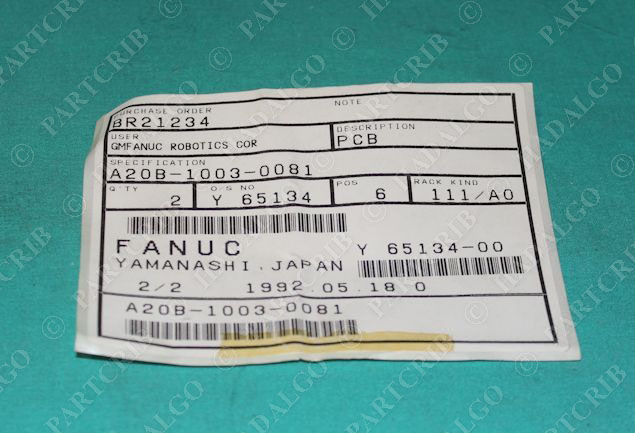 PURCHASE ORDER NOTE
BR21234
USER DESCRIPTION
GMFANUC ROBOTICS COR PCB
SPECIFICATION
A20B-1003-0081
Q'TY O/S NO POS RACK KIND
2 Y 65134 6 111/A0
FANUC Y 65134-00
YAMANASHI, JAPAN
2/2 1992.05.18 0
A20B-1003-0081
© PARTCRIB
© HADALGO